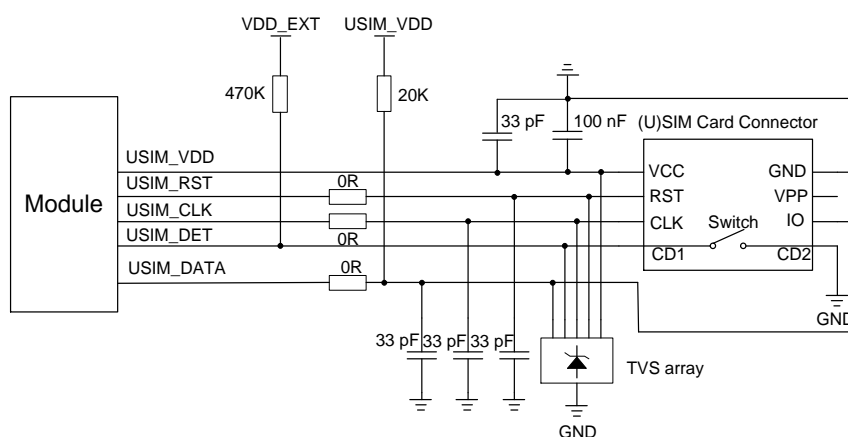 VDD_EXT
USIM_VDD
470K
20K
33 pF
100 nF
(U)SIM Card Connector
Module
USIM_VDD
USIM_RST
0R
USIM_CLK
0R
USIM_DET
USIM_DATA
0R
VCC
GND
RST
VPP
CLK
Switch
IO
CD1
CD2
GND
33 pF
33 pF
33 pF
TVS array
GND